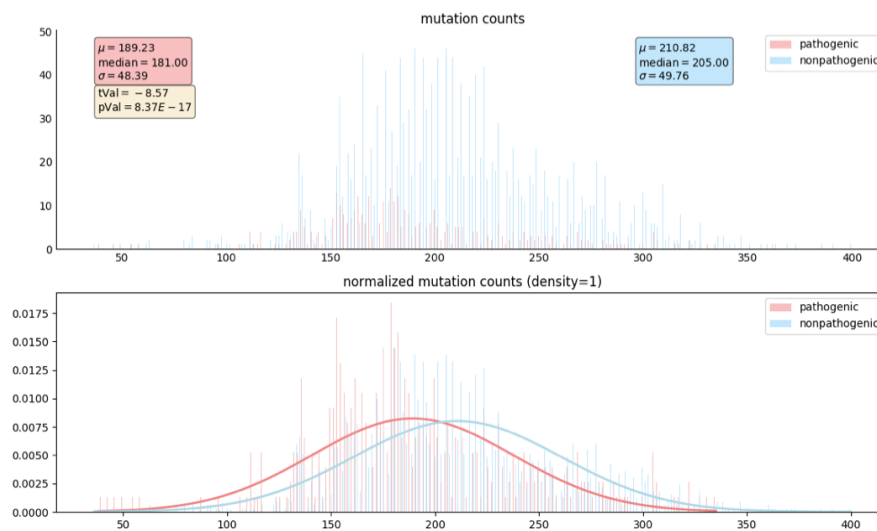 mutation counts
μ = 189.23
median = 181.00
σ = 48.39
tVal = −8.57
pVal = 8.37E − 17
μ = 210.82
median = 205.00
σ = 49.76
pathogenic
nonpathogenic
50
40
30
20
10
0
50 100 150 200 250 300 350 400
normalized mutation counts (density=1)
pathogenic
nonpathogenic
0.0175
0.0150
0.0125
0.0100
0.0075
0.0050
0.0025
0.0000
50 100 150 200 250 300 350 400